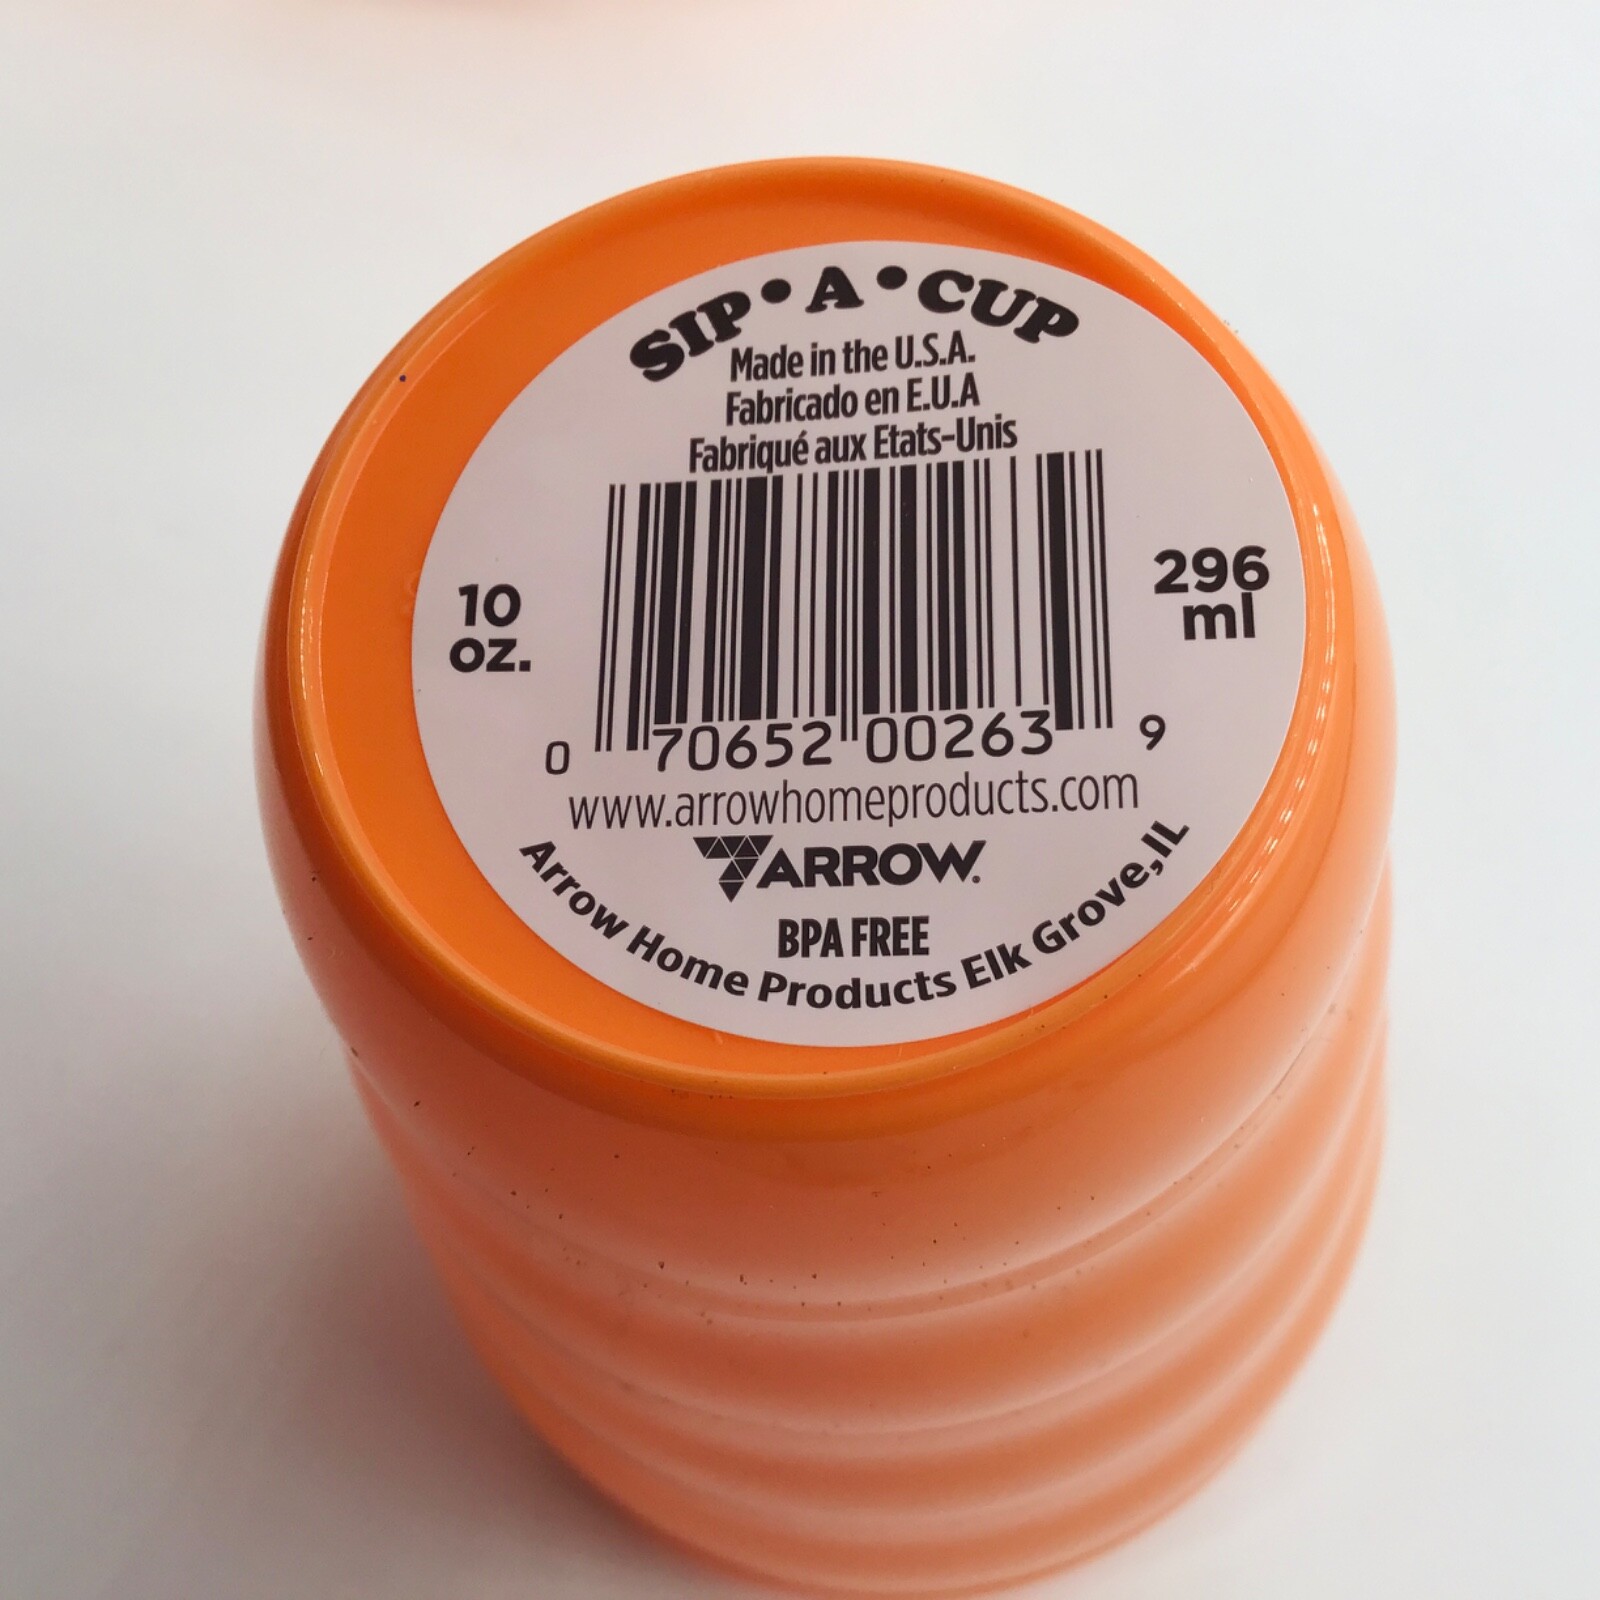 SIP•A•CUP
Made in the U.S.A.
Fabricado en E.U.A
Fabriqué aux Etats-Unis
10
oz.
296
ml
0 70652 00263 9
www.arrowhomeproducts.com
ARROW.
BPA FREE
Arrow Home Products Elk Grove,IL